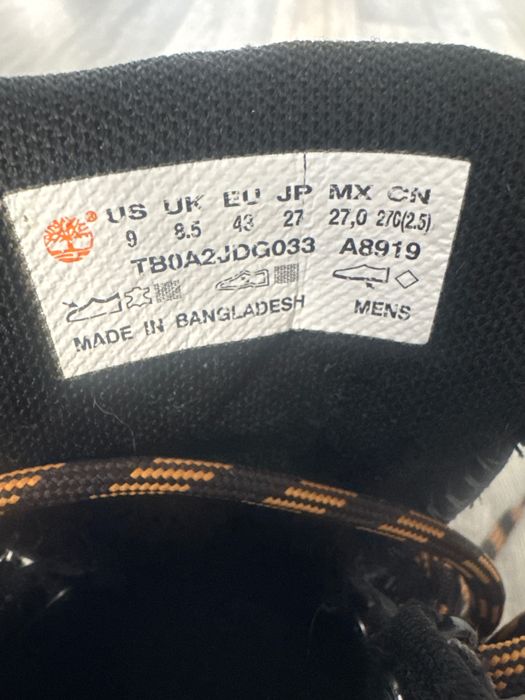 US UK EU JP MX CN
9 8.5 43 27 27,0 270(2.5)
TB0A2JDG033 A8919
MADE IN BANGLADESH MENS